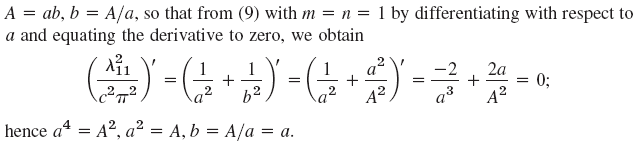 A = ab, b = A/a, so that from (9) with m = n = 1 by differentiating with respect to
a and equating the derivative to zero, we obtain
(λ₁₁²/(c²π²))′ = (1/a² + 1/b²)′ = (1/a² + a²/A²)′ = −2/a³ + 2a/A² = 0;
hence a⁴ = A², a² = A, b = A/a = a.